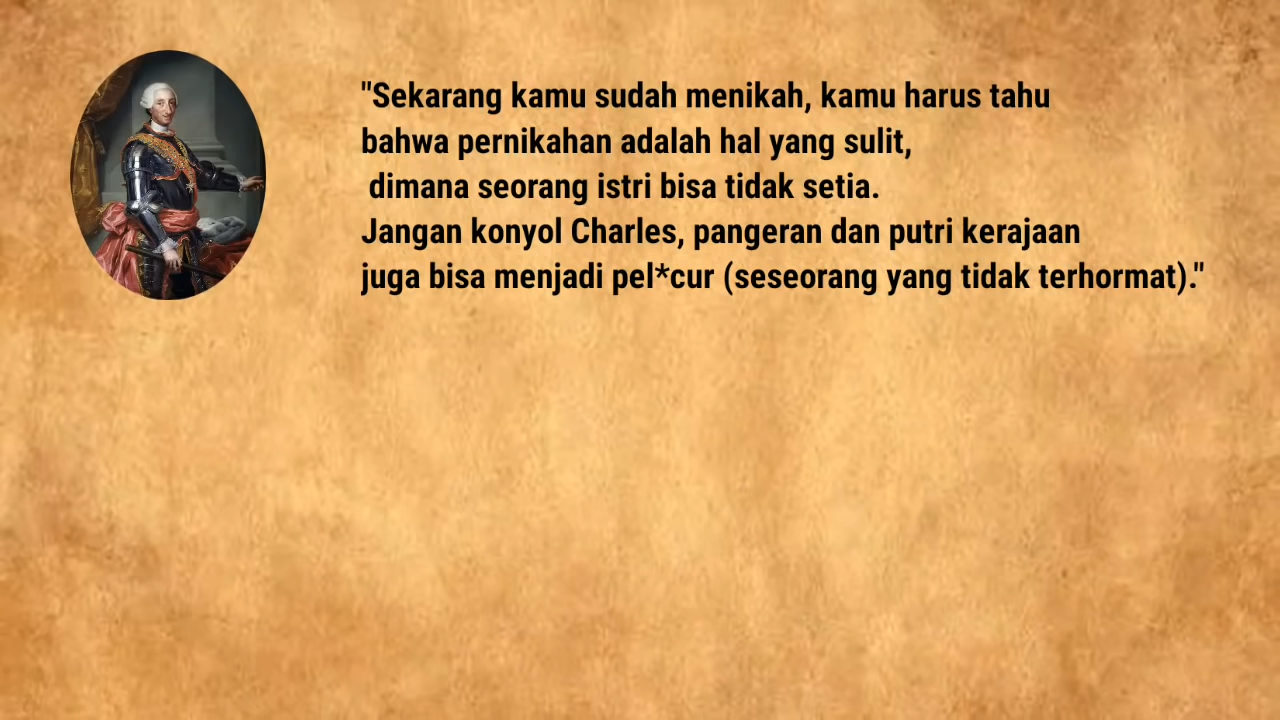 "Sekarang kamu sudah menikah, kamu harus tahu
bahwa pernikahan adalah hal yang sulit,
dimana seorang istri bisa tidak setia.
Jangan konyol Charles, pangeran dan putri kerajaan
juga bisa menjadi pel*cur (seseorang yang tidak terhormat)."